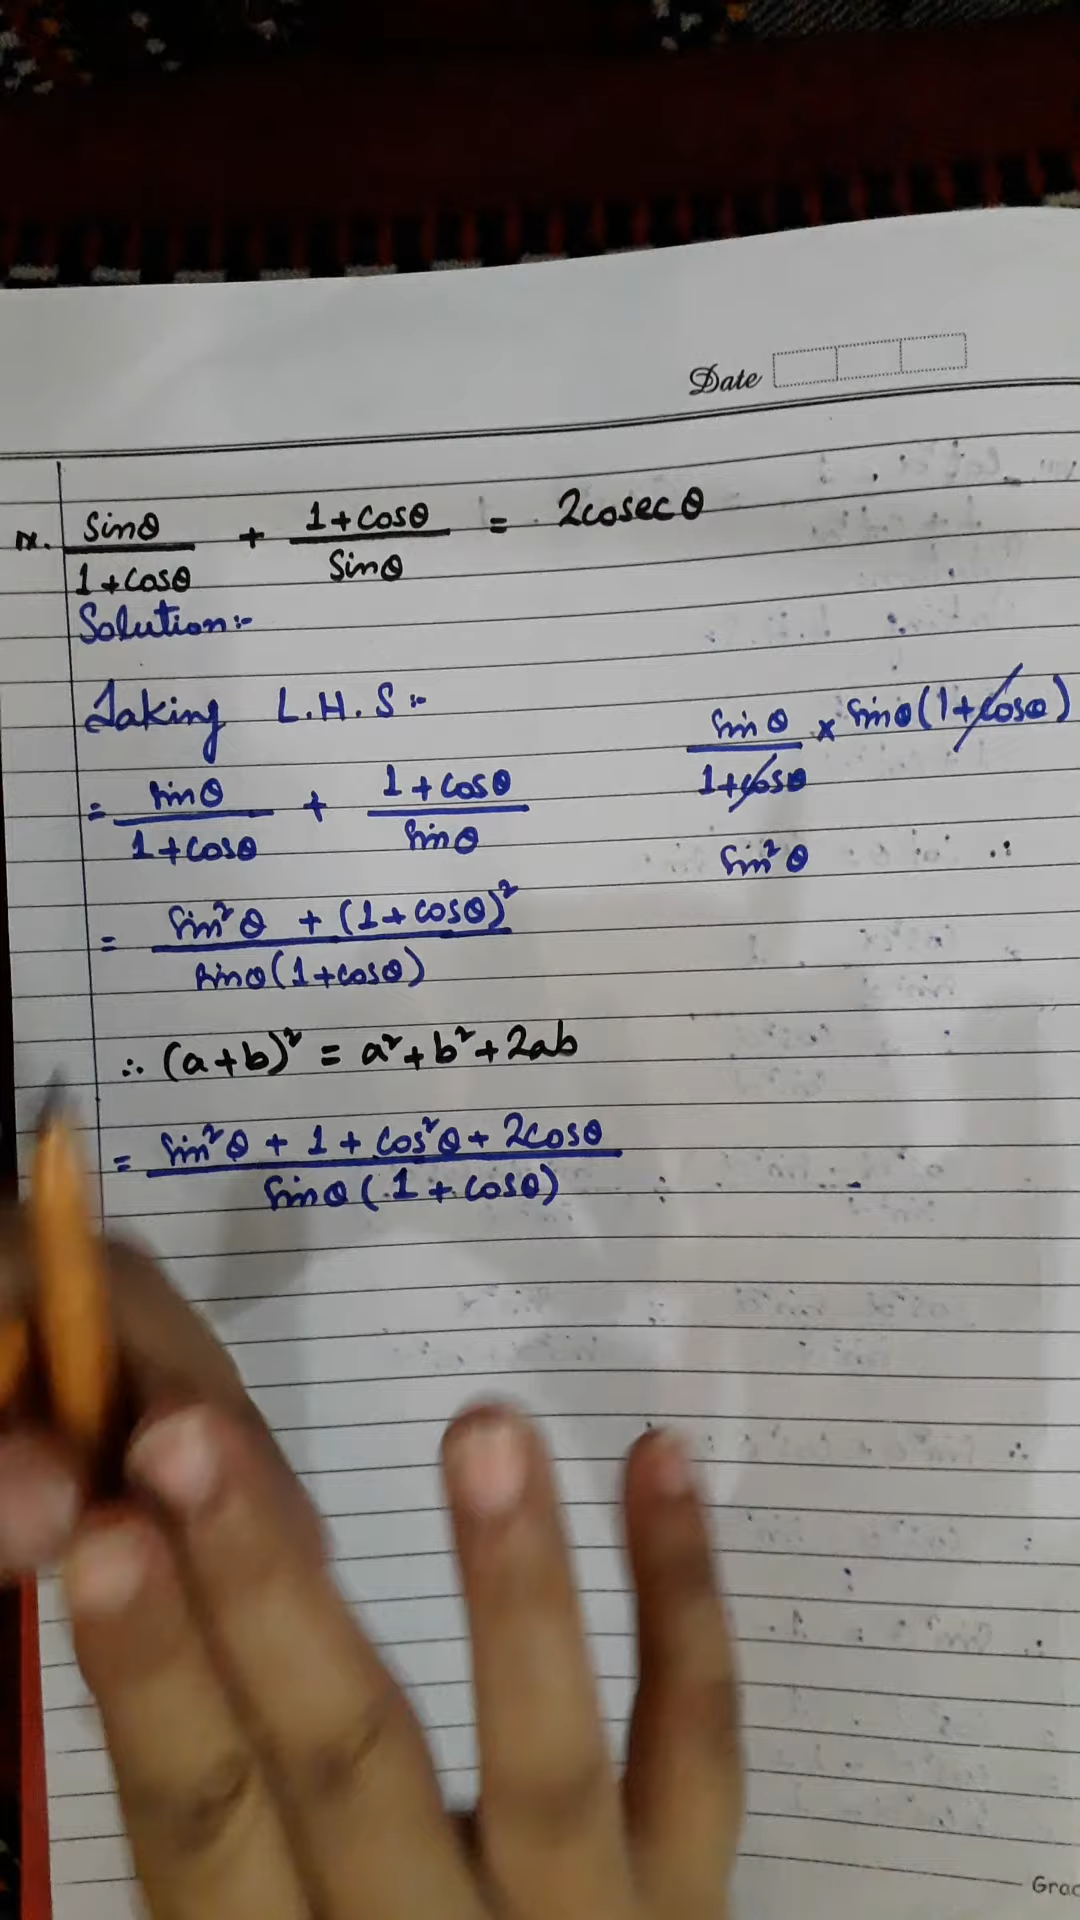 Date
ix. Sinθ/1+Cosθ + 1+Cosθ/Sinθ = 2cosecθ
Solution:-
Taking L.H.S:-
= Sinθ/1+Cosθ + 1+Cosθ/Sinθ
Sinθ/1+Cosθ × Sinθ(1+Cosθ)
Sin²θ
= Sin²θ + (1+Cosθ)²/Sinθ(1+Cosθ)
∴ (a+b)² = a²+b²+2ab
= Sin²θ + 1 + Cos²θ + 2Cosθ/Sinθ(1+Cosθ)